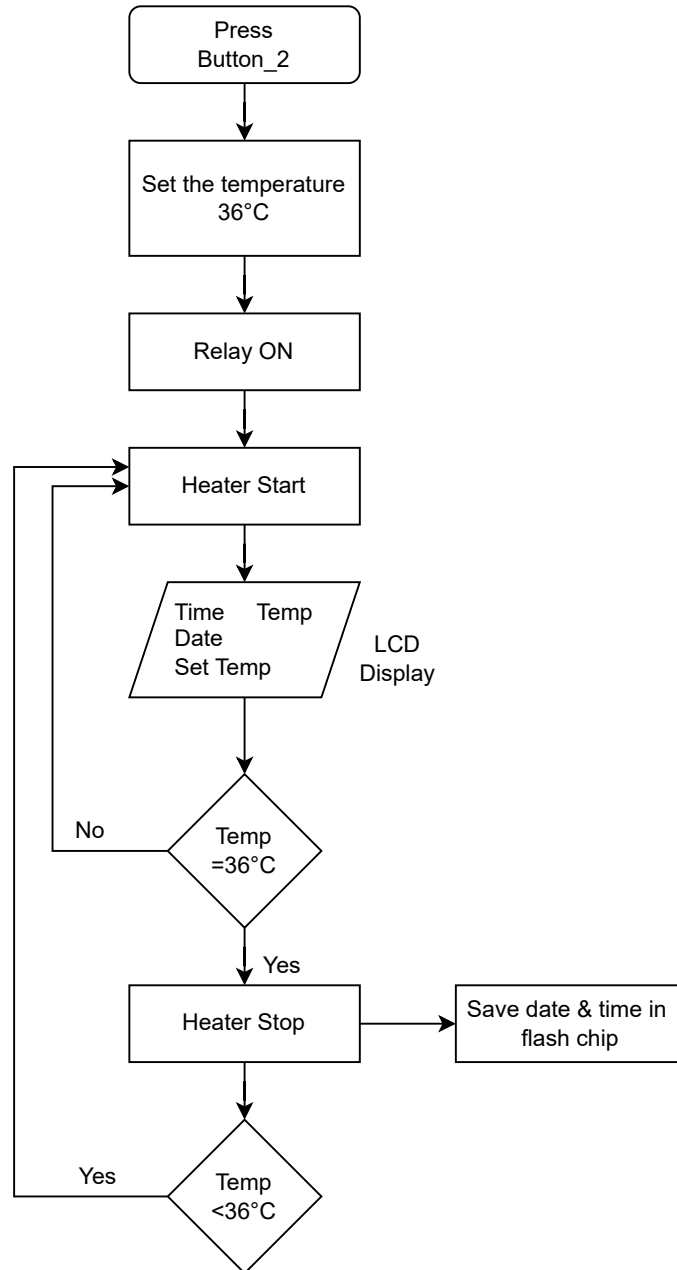 Press
Button_2
Set the temperature
36°C
Relay ON
Heater Start
Time Temp
Date
Set Temp
LCD
Display
No
Temp
=36°C
Yes
Heater Stop
Save date & time in
flash chip
Yes
Temp
<36°C